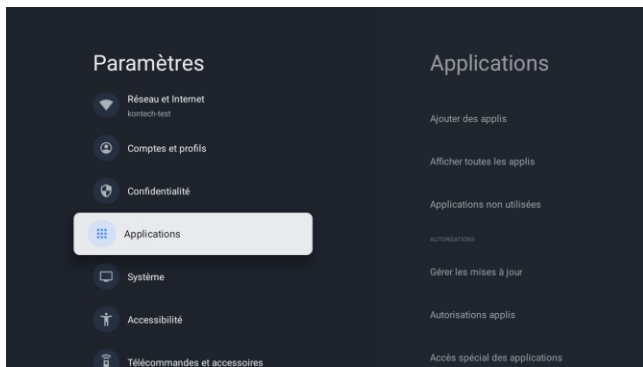 Paramètres
Réseau et Internet
kontech-test
Comptes et profils
Confidentialité
Applications
Système
Accessibilité
Télécommandes et accessoires
Applications
Ajouter des applis
Afficher toutes les applis
Applications non utilisées
AUTORISATIONS
Gérer les mises à jour
Autorisations applis
Accès spécial des applications